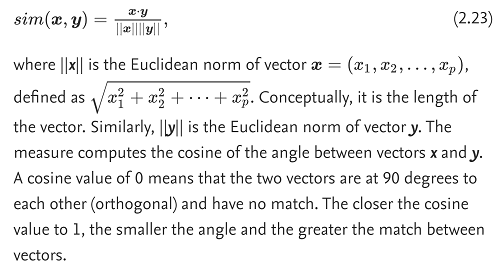 sim(x, y) = x·y / ||x||||y||, (2.23)
where ||x|| is the Euclidean norm of vector x = (x₁, x₂, . . . , xₚ),
defined as √x₁² + x₂² + · · · + xₚ². Conceptually, it is the length of
the vector. Similarly, ||y|| is the Euclidean norm of vector y. The
measure computes the cosine of the angle between vectors x and y.
A cosine value of 0 means that the two vectors are at 90 degrees to
each other (orthogonal) and have no match. The closer the cosine
value to 1, the smaller the angle and the greater the match between
vectors.